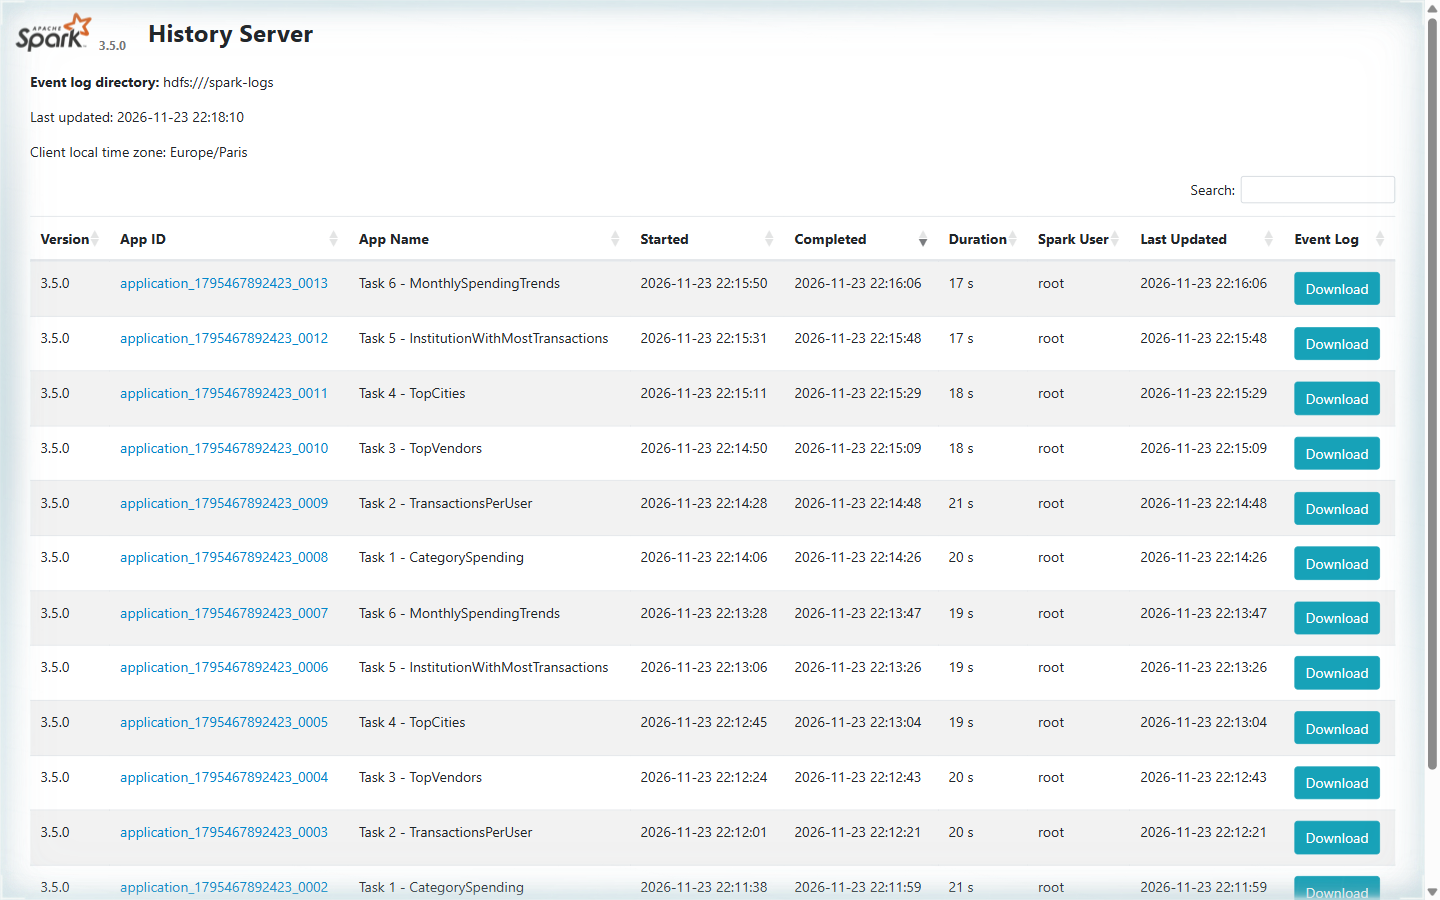 APACHE
Spark 3.5.0 History Server
Event log directory: hdfs:///spark-logs
Last updated: 2026-11-23 22:18:10
Client local time zone: Europe/Paris
Search:
Version App ID App Name Started Completed Duration Spark User Last Updated Event Log
3.5.0 application_1795467892423_0013 Task 6 - MonthlySpendingTrends 2026-11-23 22:15:50 2026-11-23 22:16:06 17 s root 2026-11-23 22:16:06 Download
3.5.0 application_1795467892423_0012 Task 5 - InstitutionWithMostTransactions 2026-11-23 22:15:31 2026-11-23 22:15:48 17 s root 2026-11-23 22:15:48 Download
3.5.0 application_1795467892423_0011 Task 4 - TopCities 2026-11-23 22:15:11 2026-11-23 22:15:29 18 s root 2026-11-23 22:15:29 Download
3.5.0 application_1795467892423_0010 Task 3 - TopVendors 2026-11-23 22:14:50 2026-11-23 22:15:09 18 s root 2026-11-23 22:15:09 Download
3.5.0 application_1795467892423_0009 Task 2 - TransactionsPerUser 2026-11-23 22:14:28 2026-11-23 22:14:48 21 s root 2026-11-23 22:14:48 Download
3.5.0 application_1795467892423_0008 Task 1 - CategorySpending 2026-11-23 22:14:06 2026-11-23 22:14:26 20 s root 2026-11-23 22:14:26 Download
3.5.0 application_1795467892423_0007 Task 6 - MonthlySpendingTrends 2026-11-23 22:13:28 2026-11-23 22:13:47 19 s root 2026-11-23 22:13:47 Download
3.5.0 application_1795467892423_0006 Task 5 - InstitutionWithMostTransactions 2026-11-23 22:13:06 2026-11-23 22:13:26 19 s root 2026-11-23 22:13:26 Download
3.5.0 application_1795467892423_0005 Task 4 - TopCities 2026-11-23 22:12:45 2026-11-23 22:13:04 19 s root 2026-11-23 22:13:04 Download
3.5.0 application_1795467892423_0004 Task 3 - TopVendors 2026-11-23 22:12:24 2026-11-23 22:12:43 20 s root 2026-11-23 22:12:43 Download
3.5.0 application_1795467892423_0003 Task 2 - TransactionsPerUser 2026-11-23 22:12:01 2026-11-23 22:12:21 20 s root 2026-11-23 22:12:21 Download
3.5.0 application_1795467892423_0002 Task 1 - CategorySpending 2026-11-23 22:11:38 2026-11-23 22:11:59 21 s root 2026-11-23 22:11:59 Download